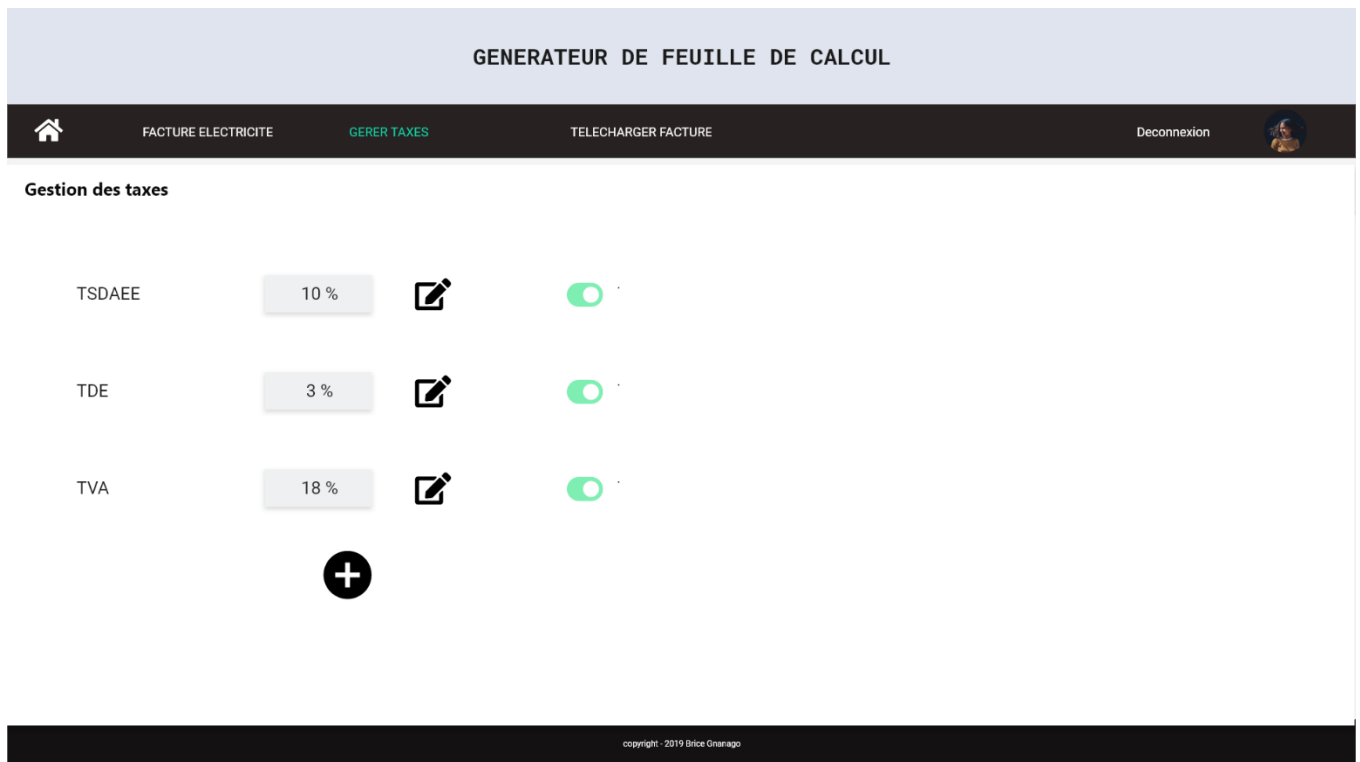 GENERATEUR DE FEUILLE DE CALCUL
FACTURE ELECTRICITE GERER TAXES TELECHARGER FACTURE Deconnexion
Gestion des taxes
TSDAEE 10 %
TDE 3 %
TVA 18 %
copyright - 2019 Brice Gnanago